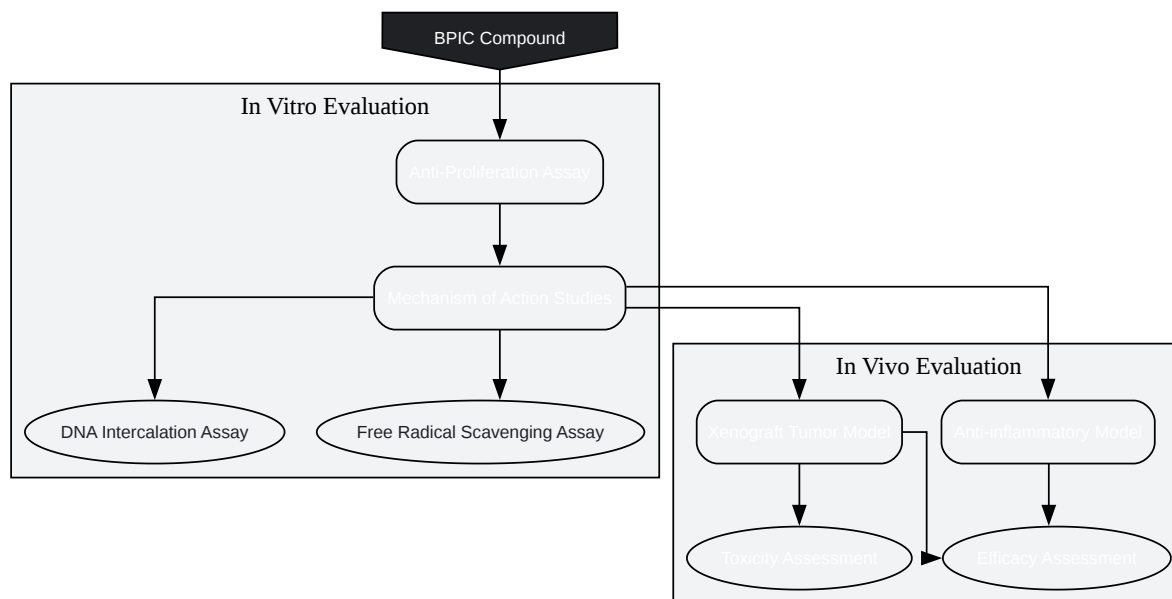 BPIC Compound
In Vitro Evaluation
Anti-Proliferation Assay
Mechanism of Action Studies
DNA Intercalation Assay
Free Radical Scavenging Assay
In Vivo Evaluation
Xenograft Tumor Model
Anti-inflammatory Model
Toxicity Assessment
Efficacy Assessment